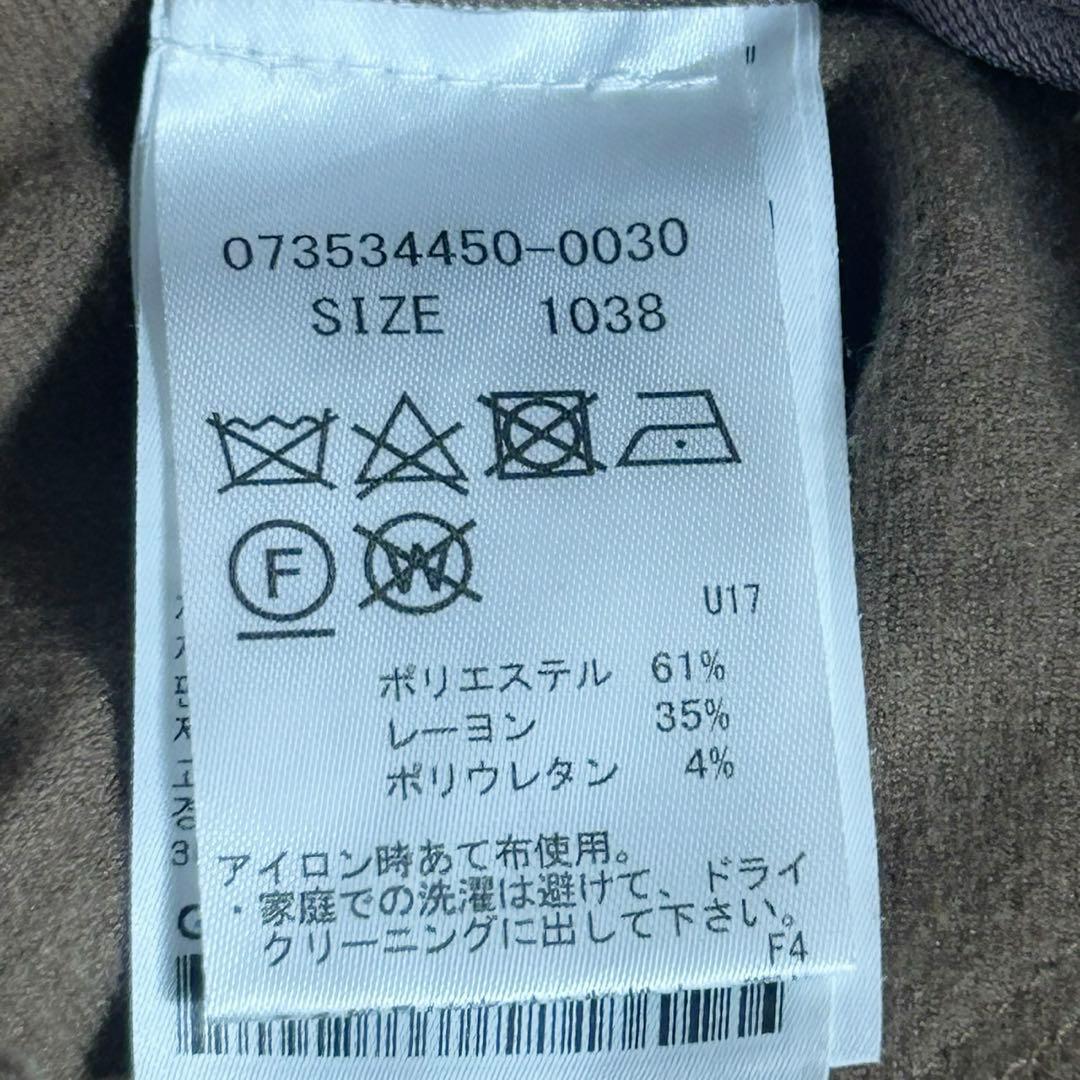 073534450-0030
SIZE 1038
F W
U17
ポリエステル 61%
レーヨン 35%
ポリウレタン 4%
アイロン時あて布使用。
・家庭での洗濯は避けて、ドライ
クリーニングに出して下さい。
F4